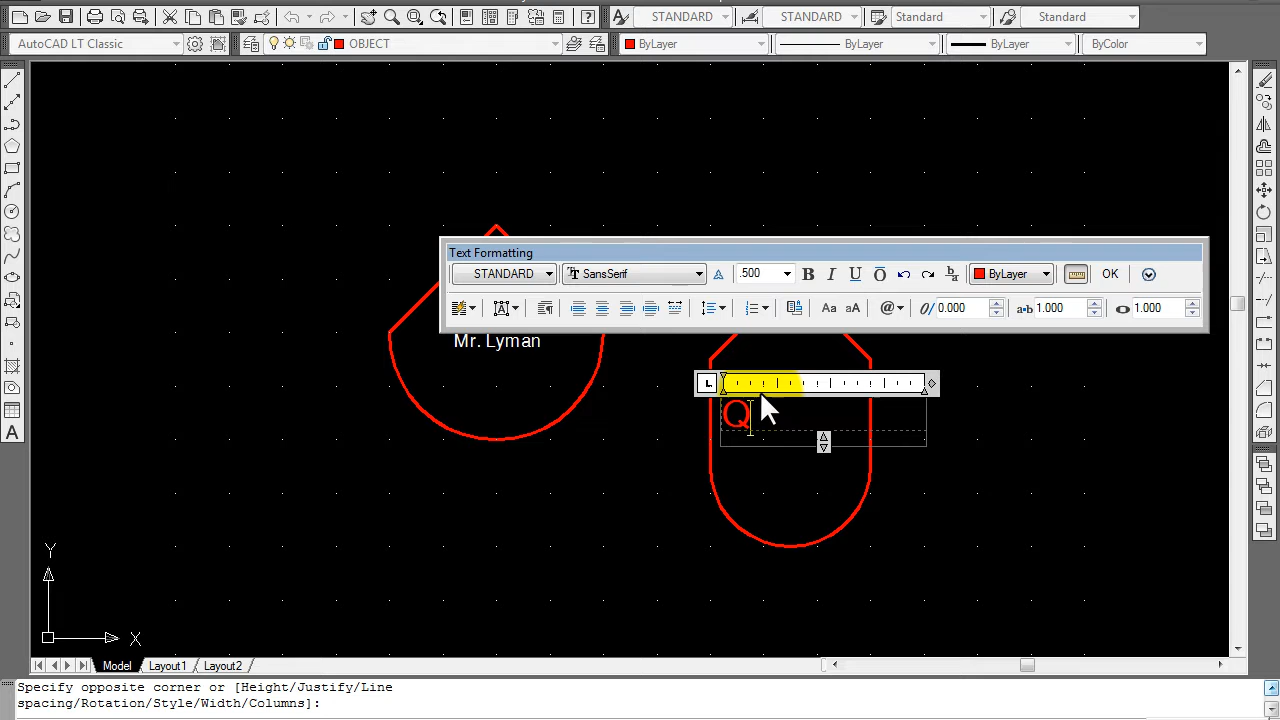 STANDARD STANDARD Standard Standard
AutoCAD LT Classic OBJECT ByLayer ByLayer ByLayer ByColor
Text Formatting
STANDARD SansSerif .500 B I U O ByLayer OK
@ 0.000 a•b 1.000 1.000
Mr. Lyman
L
Q
A
Y
X
Model Layout1 Layout2
Specify opposite corner or [Height/Justify/Line
spacing/Rotation/Style/Width/Columns]: